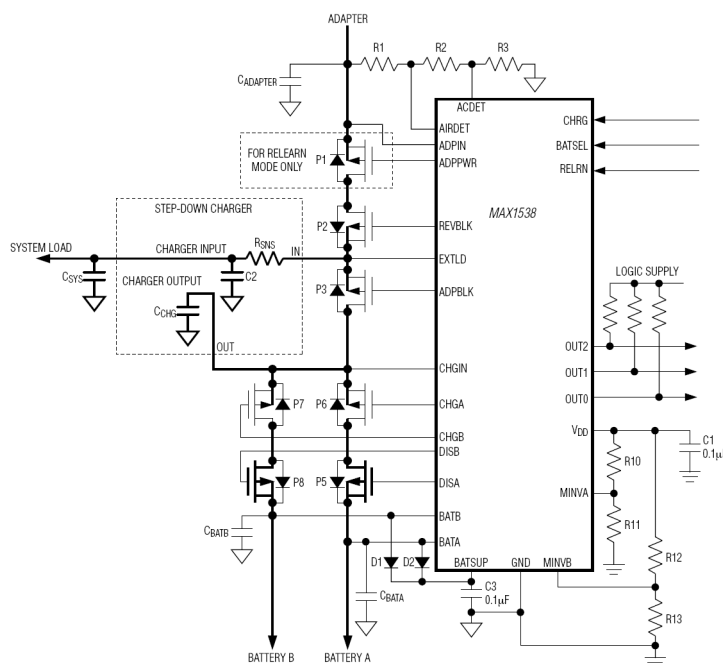 ADAPTER
R1
R2
R3
CADAPTER
ACDET
AIRDET
CHRG
ADPIN
BATSEL
FOR RELEARN
MODE ONLY
P1
ADPPWR
RELRN
MAX1538
STEP-DOWN CHARGER
P2
REVBLK
SYSTEM LOAD
CHARGER INPUT
RSNS
IN
EXTLD
CSYS
CHARGER OUTPUT
C2
P3
ADPBLK
LOGIC SUPPLY
CCHG
OUT
OUT2
CHGIN
OUT1
P7
P6
CHGA
OUT0
CHGB
VDD
C1
0.1μF
DISB
R10
P8
P5
DISA
MINVA
CBATB
BATB
R11
BATA
D1
D2
BATSUP
GND
MINVB
R12
C3
0.1μF
CBATA
R13
BATTERY B
BATTERY A